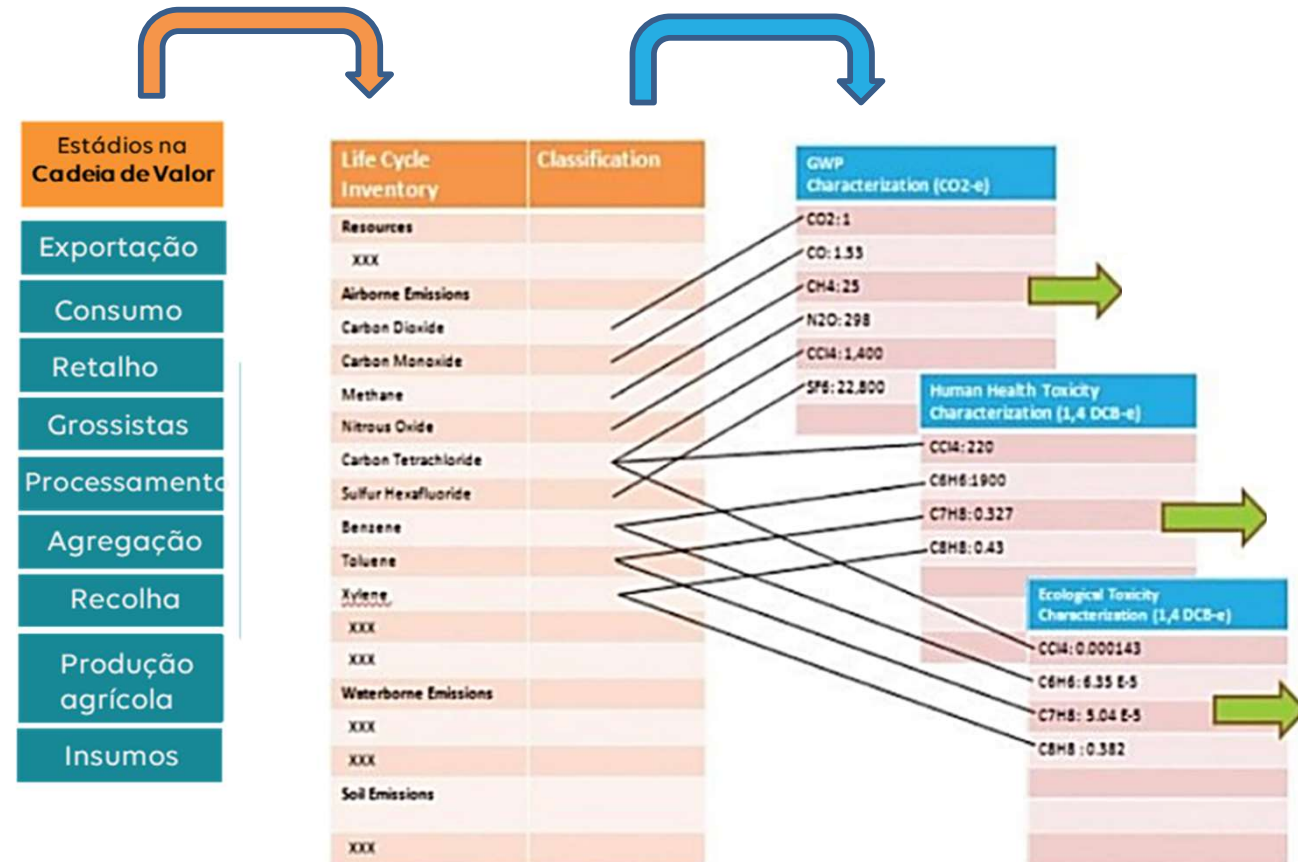 Estádios na
Cadeia de Valor
Exportação
Consumo
Retalho
Grossistas
Processamento
Agregação
Recolha
Produção
agrícola
Insumos
Life Cycle
Inventory
Classification
Resources
XXX
Airborne Emissions
Carbon Dioxide
Carbon Monoxide
Methane
Nitrous Oxide
Carbon Tetrachloride
Sulfur Hexafluoride
Benzene
Toluene
Xylene
XXX
XXX
Waterborne Emissions
XXX
XXX
Soil Emissions
XXX
GWP
Characterization (CO2-e)
CO2: 1
CO: 1.53
CH4: 25
N2O: 298
CCl4: 1,400
SF6: 22,800
Human Health Toxicity
Characterization (1,4 DCB-e)
CCl4: 220
C6H6:1900
C7H8: 0.327
C8H8: 0.43
Ecological Toxicity
Characterization (1,4 DCB-e)
CCl4: 0.000143
C6H6: 6.35 E-5
C7H8: 5.04 E-5
C8H8 : 0.382